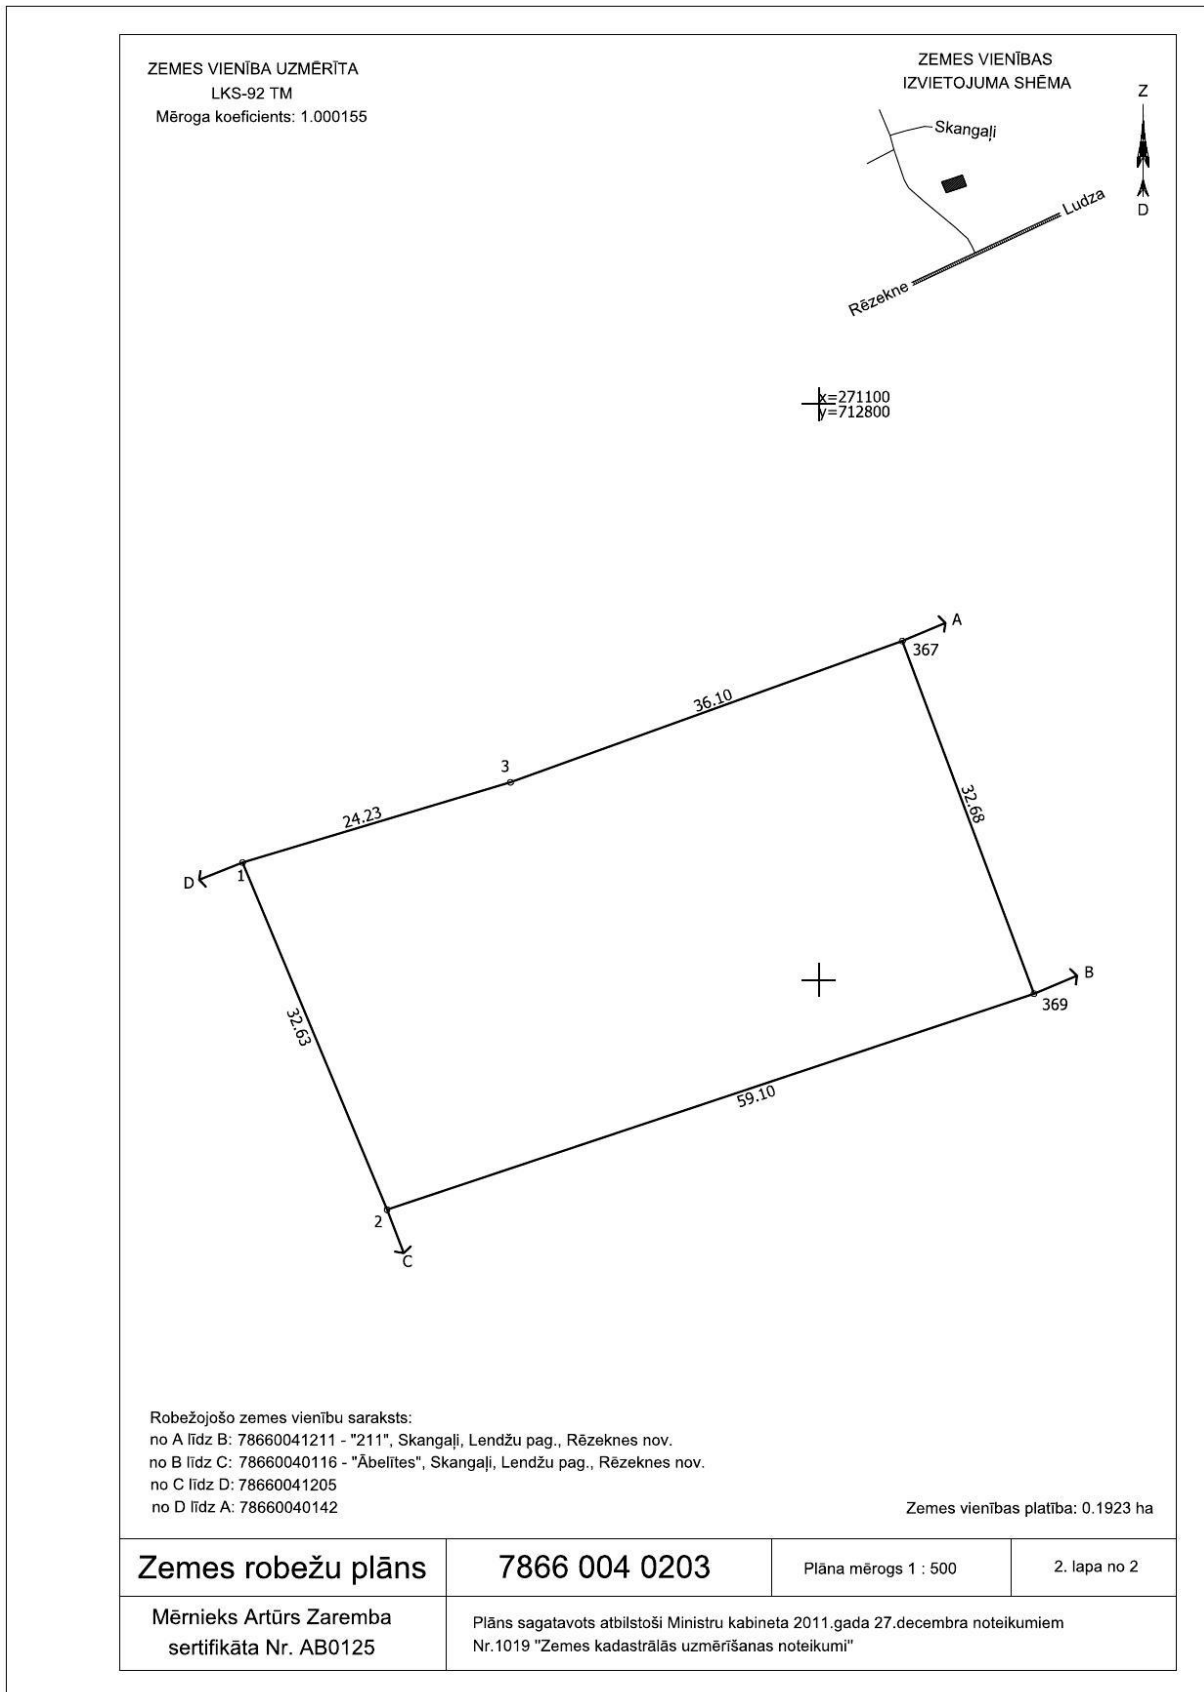 ZEMES VIENĪBA UZMĒRĪTA
LKS-92 TM
Mēroga koeficients: 1.000155
ZEMES VIENĪBAS
IZVIETOJUMA SHĒMA
Z
Skangaļi
D
Ludza
Rēzekne
x=271100
y=712800
A
367
36.10
3
32.68
24.23
D
1
B
369
32.63
59.10
2
C
Robežojošo zemes vienību saraksts:
no A līdz B: 78660041211 - "211", Skangaļi, Lendžu pag., Rēzeknes nov.
no B līdz C: 78660040116 - "Ābelītes", Skangaļi, Lendžu pag., Rēzeknes nov.
no C līdz D: 78660041205
no D līdz A: 78660040142
Zemes vienības platība: 0.1923 ha
Zemes robežu plāns
7866 004 0203
Plāna mērogs 1 : 500
2. lapa no 2
Mērnieks Artūrs Zaremba
sertifikāta Nr. AB0125
Plāns sagatavots atbilstoši Ministru kabineta 2011.gada 27.decembra noteikumiem
Nr.1019 "Zemes kadastrālās uzmērīšanas noteikumi"